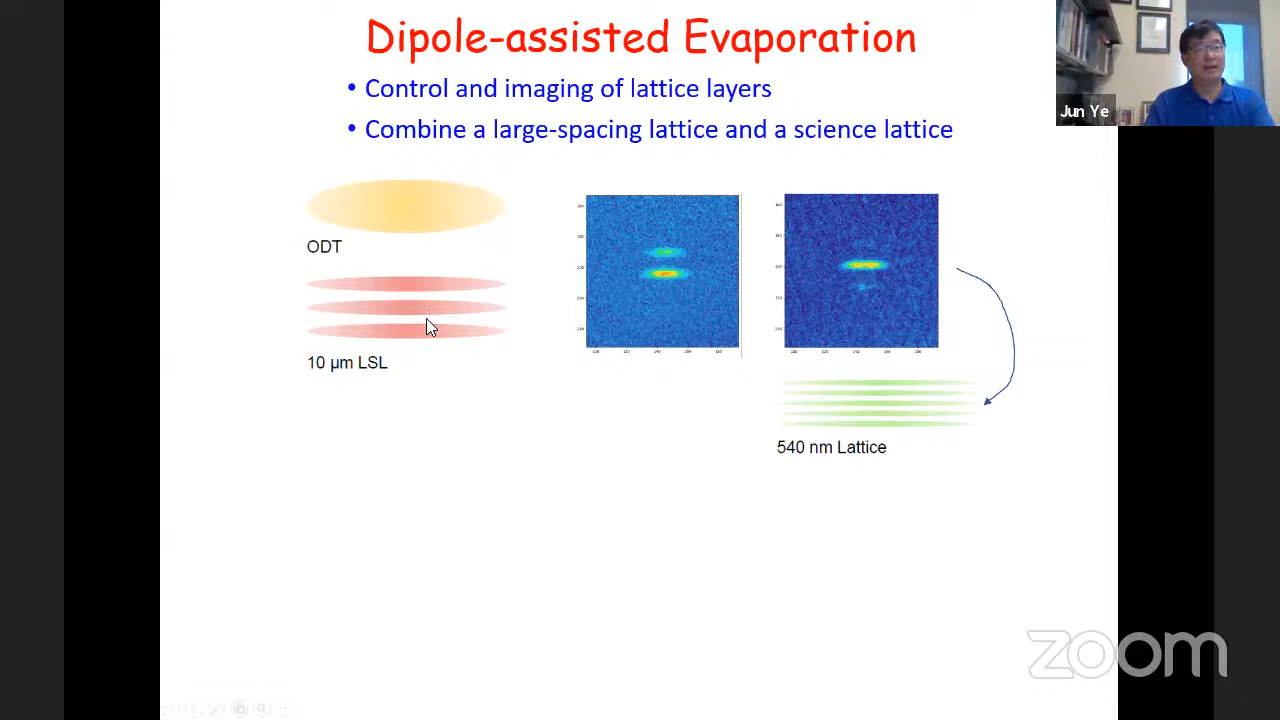 Dipole-assisted Evaporation
• Control and imaging of lattice layers
• Combine a large-spacing lattice and a science lattice
Jun Ye
ODT
10 µm LSL
540 nm Lattice
zoom